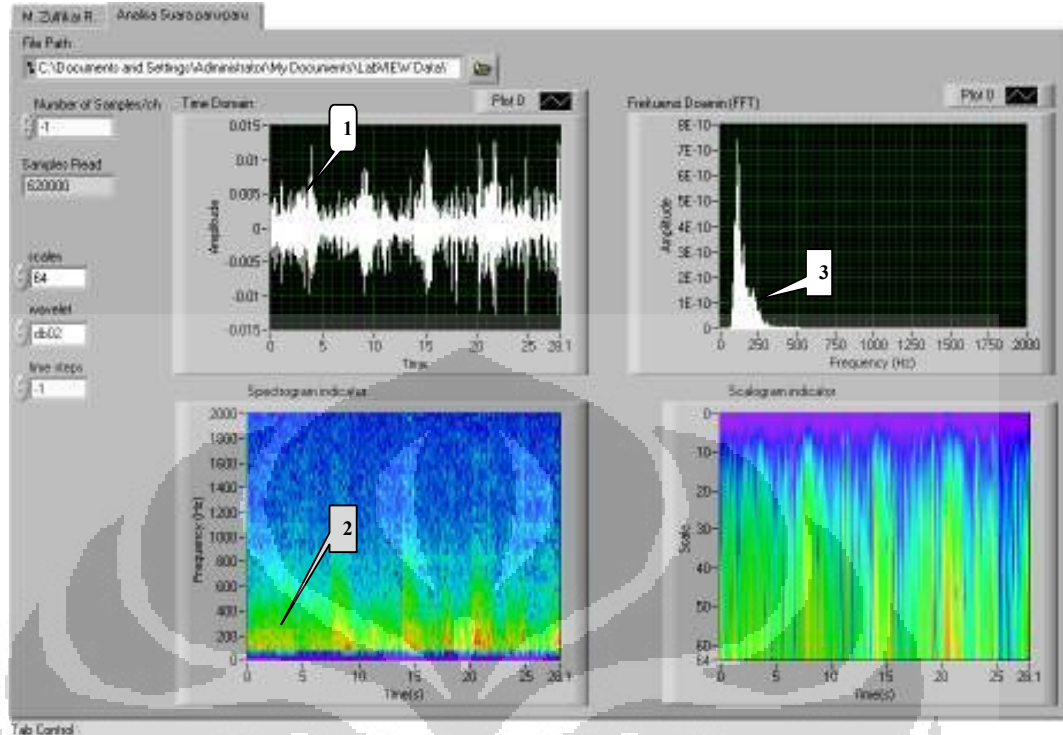 M. Zulfikar R. Analisa Suara paru-paru
File Path
C:\Documents and Settings\Administrator\My Documents\LabVIEW Data\
Number of Samples/ch
-1
Samples Read
620000
scales
64
wavelet
db02
time steps
-1
Time Domain Plot 0
1
Amplitude
0.015
0.01
0.005
0
-0.005
-0.01
-0.015
0 5 10 15 20 25 28.1
Time
Frekuensi Domain (FFT) Plot 0
3
Amplitude
8E-10
7E-10
6E-10
5E-10
4E-10
3E-10
2E-10
1E-10
0
0 250 500 750 1000 1250 1500 1750 2000
Frequency (Hz)
Spectrogram indicator
2
Frequency (Hz)
2000
1800
1600
1400
1200
1000
800
600
400
200
0
0 5 10 15 20 25 28.1
Time(s)
Scalogram indicator
Scale
0
10
20
30
40
50
60
64
0 5 10 15 20 25 28.1
Time(s)
Tab Control